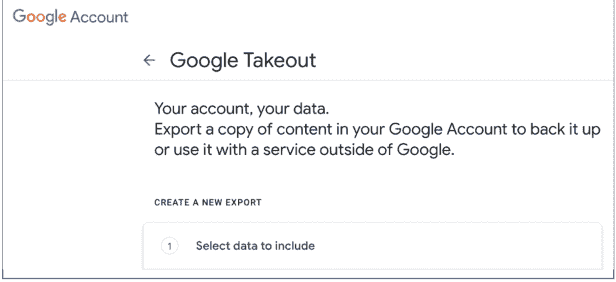 Google Account
← Google Takeout
Your account, your data.
Export a copy of content in your Google Account to back it up
or use it with a service outside of Google.
CREATE A NEW EXPORT
1 Select data to include